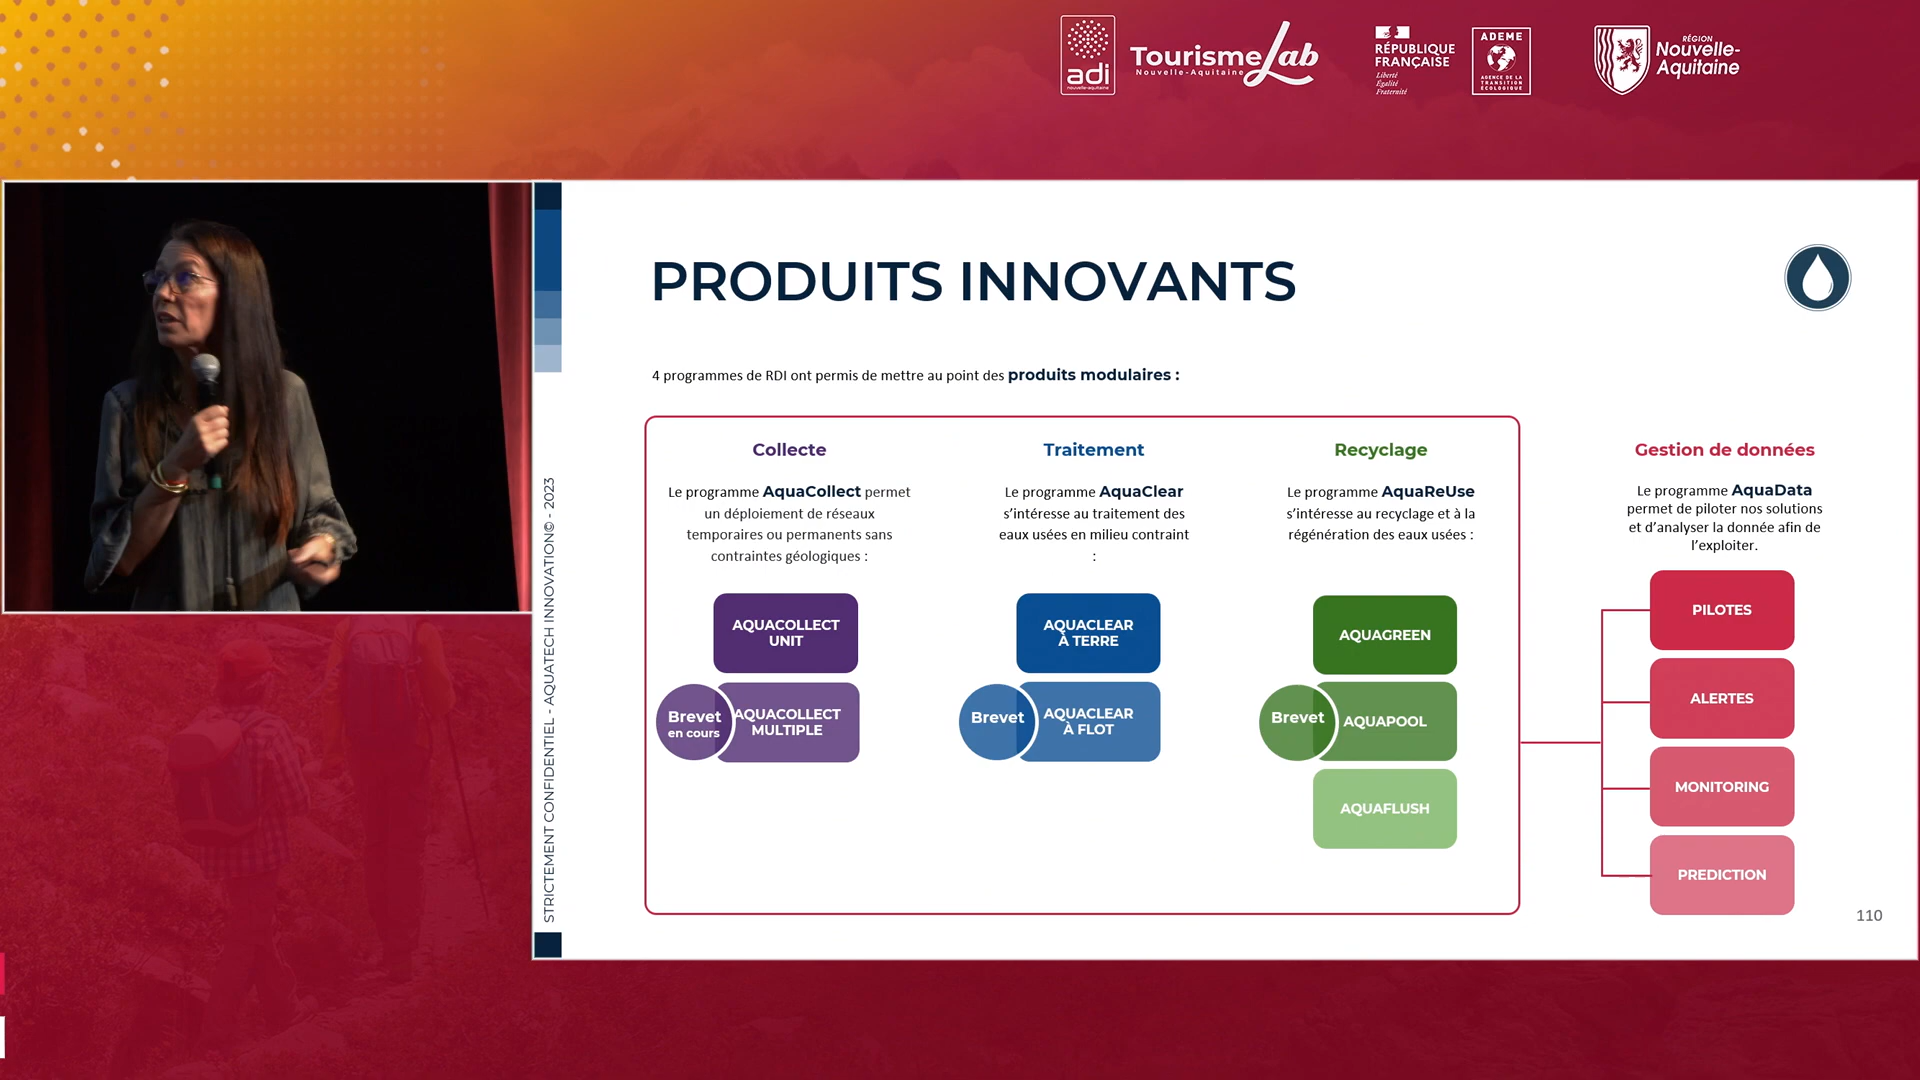 adi
nouvelle-aquitaine
TourismeLab
Nouvelle-Aquitaine
RÉPUBLIQUE
FRANÇAISE
Liberté
Égalité
Fraternité
ADEME
AGENCE DE LA
TRANSITION
ÉCOLOGIQUE
RÉGION
Nouvelle-
Aquitaine
STRICTEMENT CONFIDENTIEL - AQUATECH INNOVATION© - 2023
PRODUITS INNOVANTS
4 programmes de RDI ont permis de mettre au point des produits modulaires :
Collecte
Le programme AquaCollect permet
un déploiement de réseaux
temporaires ou permanents sans
contraintes géologiques :
AQUACOLLECT
UNIT
Brevet
en cours
AQUACOLLECT
MULTIPLE
Traitement
Le programme AquaClear
s’intéresse au traitement des
eaux usées en milieu contraint
:
AQUACLEAR
À TERRE
Brevet
AQUACLEAR
À FLOT
Recyclage
Le programme AquaReUse
s’intéresse au recyclage et à la
régénération des eaux usées :
AQUAGREEN
Brevet
AQUAPOOL
AQUAFLUSH
Gestion de données
Le programme AquaData
permet de piloter nos solutions
et d’analyser la donnée afin de
l’exploiter.
PILOTES
ALERTES
MONITORING
PREDICTION
110